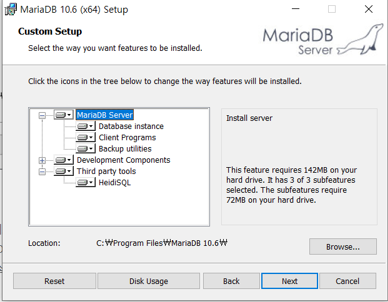 MariaDB 10.6 (x64) Setup
Custom Setup
Select the way you want features to be installed.
MariaDB
Server
Click the icons in the tree below to change the way features will be installed.
MariaDB Server
Database instance
Client Programs
Backup utilities
Development Components
Third party tools
HeidiSQL
Install server
This feature requires 142MB on your
hard drive. It has 3 of 3 subfeatures
selected. The subfeatures require
72MB on your hard drive.
Location: C:₩Program Files₩MariaDB 10.6₩
Browse...
Reset Disk Usage Back Next Cancel